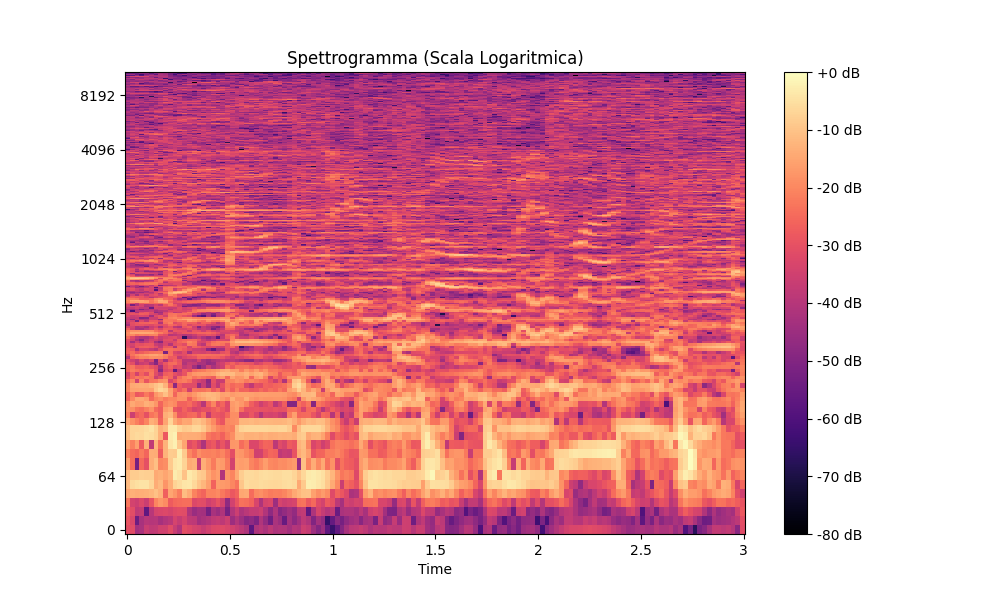 Spettrogramma (Scala Logaritmica)
Hz
8192
4096
2048
1024
512
256
128
64
0
0
0.5
1
1.5
2
2.5
3
Time
+0 dB
-10 dB
-20 dB
-30 dB
-40 dB
-50 dB
-60 dB
-70 dB
-80 dB